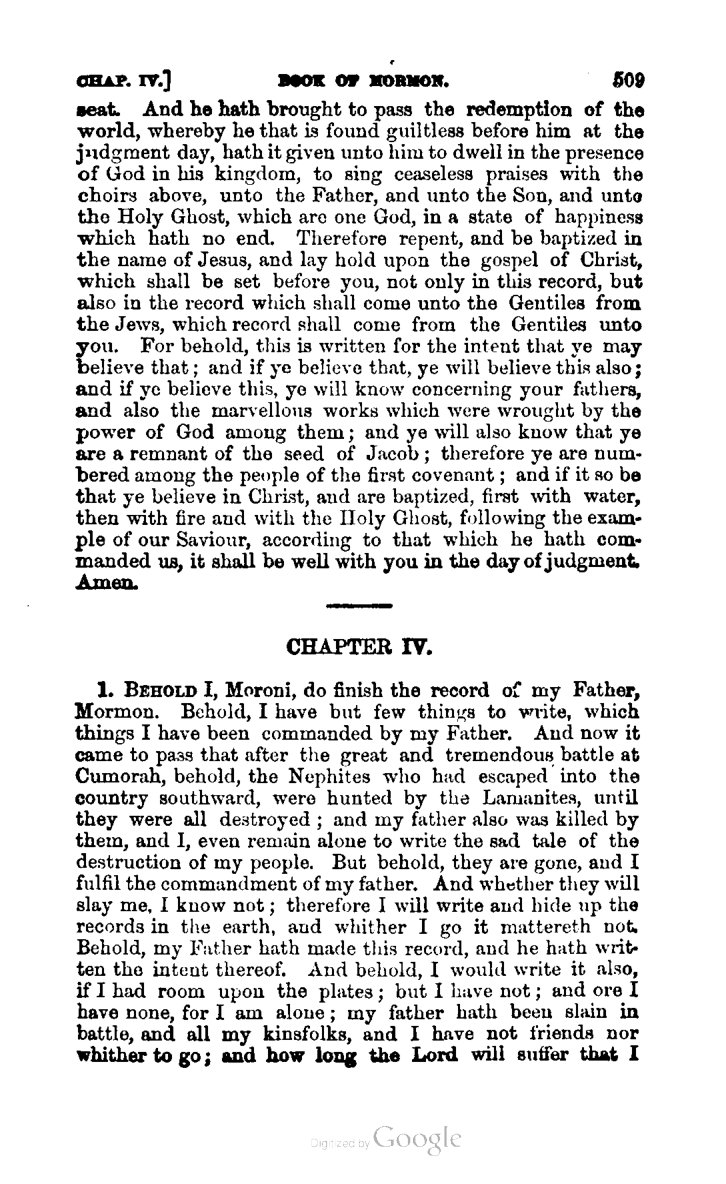 CHAP. IV.] BOOK OF MORMON. 509
seat. And he hath brought to pass the redemption of the
world, whereby he that is found guiltless before him at the
judgment day, hath it given unto him to dwell in the presence
of God in his kingdom, to sing ceaseless praises with the
choirs above, unto the Father, and unto the Son, and unto
the Holy Ghost, which are one God, in a state of happiness
which hath no end. Therefore repent, and be baptized in
the name of Jesus, and lay hold upon the gospel of Christ,
which shall be set before you, not only in this record, but
also in the record which shall come unto the Gentiles from
the Jews, which record shall come from the Gentiles unto
you. For behold, this is written for the intent that ye may
believe that; and if ye believe that, ye will believe this also;
and if ye believe this, ye will know concerning your fathers,
and also the marvellous works which were wrought by the
power of God among them; and ye will also know that ye
are a remnant of the seed of Jacob; therefore ye are num-
bered among the people of the first covenant; and if it so be
that ye believe in Christ, and are baptized, first with water,
then with fire and with the Holy Ghost, following the exam-
ple of our Saviour, according to that which he hath com-
manded us, it shall be well with you in the day of judgment.
Amen.
CHAPTER IV.
1. BEHOLD I, Moroni, do finish the record of my Father,
Mormon. Behold, I have but few things to write, which
things I have been commanded by my Father. And now it
came to pass that after the great and tremendous battle at
Cumorah, behold, the Nephites who had escaped into the
country southward, were hunted by the Lamanites, until
they were all destroyed; and my father also was killed by
them, and I, even remain alone to write the sad tale of the
destruction of my people. But behold, they are gone, and I
fulfil the commandment of my father. And whether they will
slay me, I know not; therefore I will write and hide up the
records in the earth, and whither I go it mattereth not.
Behold, my Father hath made this record, and he hath writ-
ten the intent thereof. And behold, I would write it also,
if I had room upon the plates; but I have not; and ore I
have none, for I am alone; my father hath been slain in
battle, and all my kinsfolks, and I have not friends nor
whither to go; and how long the Lord will suffer that I
Digitized by Google